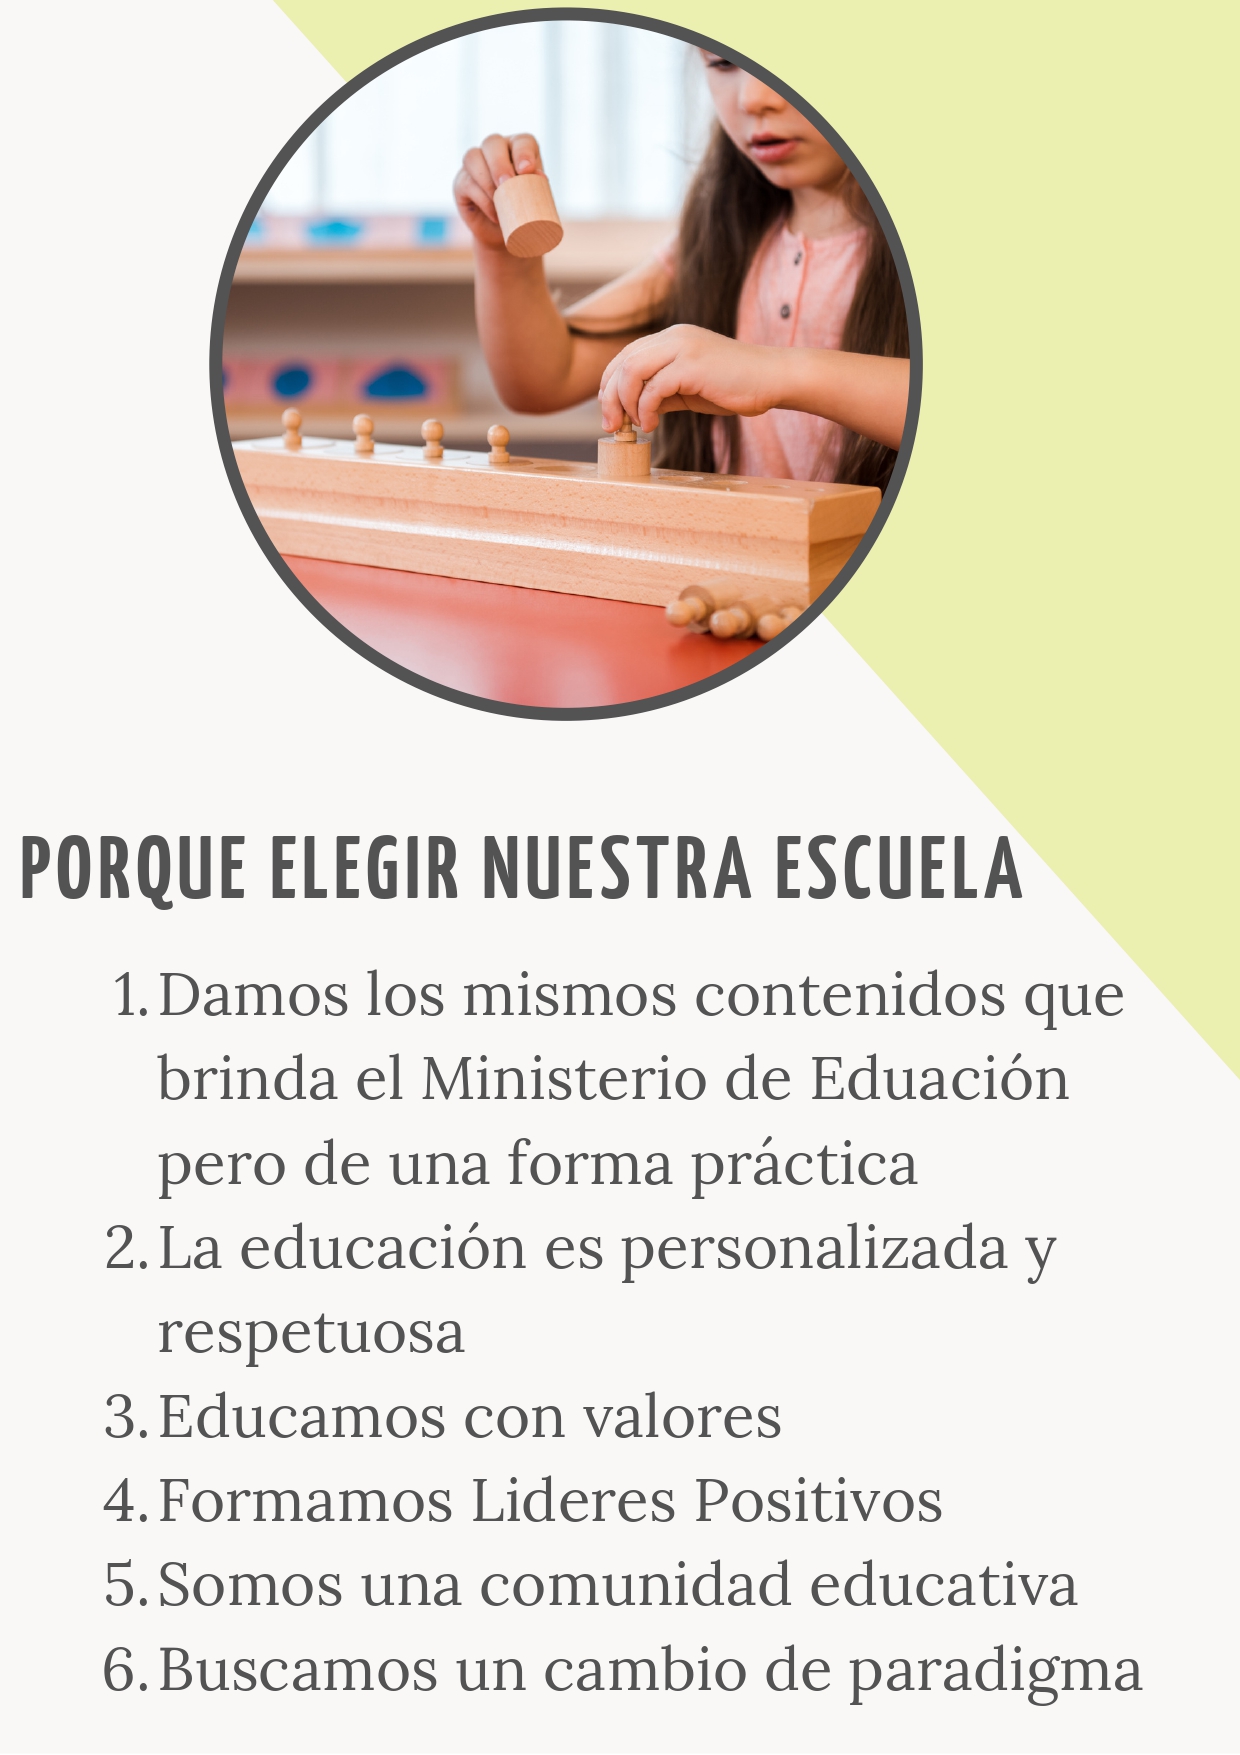 PORQUE ELEGIR NUESTRA ESCUELA
1. Damos los mismos contenidos que
brinda el Ministerio de Eduación
pero de una forma práctica
2. La educación es personalizada y
respetuosa
3. Educamos con valores
4. Formamos Lideres Positivos
5. Somos una comunidad educativa
6. Buscamos un cambio de paradigma